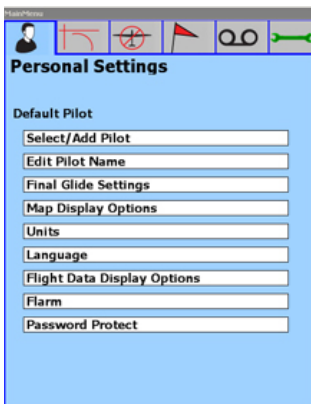 MainMenu
Personal Settings
Default Pilot
Select/Add Pilot
Edit Pilot Name
Final Glide Settings
Map Display Options
Units
Language
Flight Data Display Options
Flarm
Password Protect